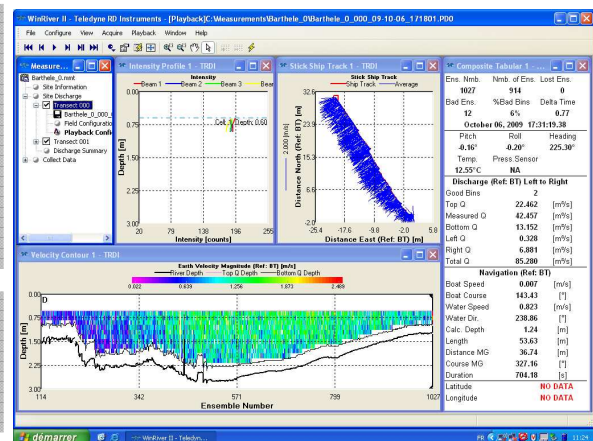 WinRiver II - Teledyne RD Instruments - [Playback]C:\Measurements\Barthele_0\Barthele_0_000_09-10-06_171801.PD0
File Configure View Acquire Playback Window Help
Measure...
Barthele_0.mmt
Site Information
Site Discharge
Transect 000
Barthele_0_000_
Field Configuratio
Playback Confi
Transect 001
Discharge Summary
Collect Data
Intensity Profile 1 - TRDI
Intensity
Beam 1 Beam 2 Beam 3 Bear
0.00
0.75
1.50
2.25
3.00
Depth [m]
Depth: 0.60
20 79 138 196 255
Intensity [counts]
Stick Ship Track 1 - TRDI
Ship Track Average
2.000 [m/s]
Distance North (Ref: BT) [m]
32.6
23.9
15.3
6.6
-2.0
-25.4 -17.6 -9.8 -2.0 5.8
Distance East (Ref: BT) [m]
Composite Tabular 1 - ...
Ens. Nmb. Nmb. of Ens. Lost Ens.
1027 914 0
Bad Ens. %Bad Bins Delta Time
12 6% 0.77
October 06, 2009 17:31:19.38
Pitch Roll Heading
-0.16° -0.20° 225.30°
Temp. Press.Sensor
12.55°C NA
Discharge (Ref: BT) Left to Right
Good Bins 2
Top Q 22.462 [m³/s]
Measured Q 42.457 [m³/s]
Bottom Q 13.152 [m³/s]
Left Q 0.328 [m³/s]
Right Q 6.881 [m³/s]
Total Q 85.280 [m³/s]
Navigation (Ref: BT)
Boat Speed 0.007 [m/s]
Boat Course 143.43 [°]
Water Speed 0.823 [m/s]
Water Dir. 238.86 [°]
Calc. Depth 1.24 [m]
Length 53.63 [m]
Distance MG 36.74 [m]
Course MG 327.16 [°]
Duration 704.18 [s]
Latitude NO DATA
Longitude NO DATA
Velocity Contour 1 - TRDI
Earth Velocity Magnitude (Ref: BT) [m/s]
River Depth Top Q Depth Bottom Q Depth
0.022 0.639 1.256 1.873 2.489
D
0.00
0.75
1.50
2.25
3.00
Depth [m]
114 342 571 799 1027
Ensemble Number
démarrer
WinRiver II - Teledyn...
FR
11:24